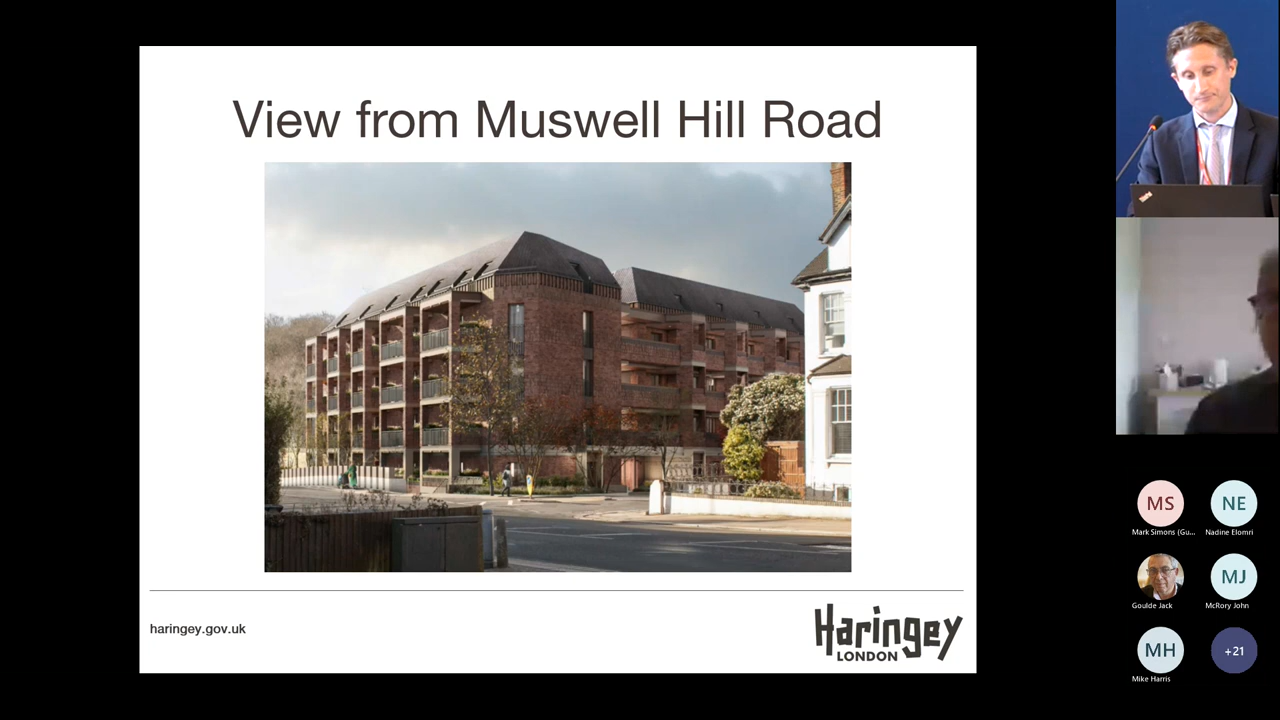 View from Muswell Hill Road
haringey.gov.uk
Haringey
LONDON
MS
NE
Mark Simons (Gu...
Nadine Elomri
Goulde Jack
MJ
McRory John
MH
+21
Mike Harris